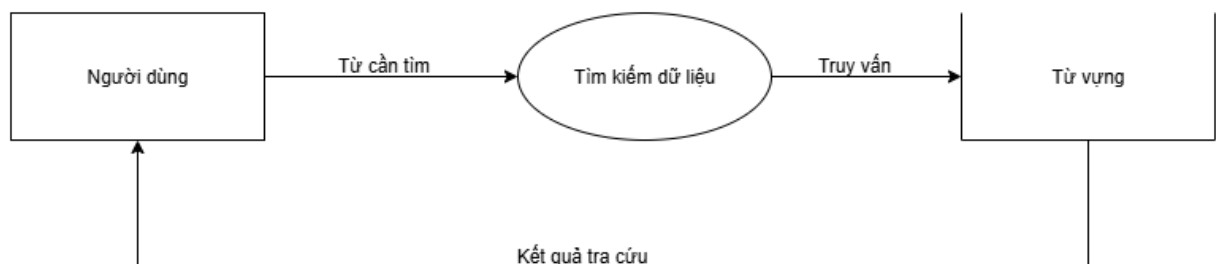 Người dùng
Từ cần tìm
Tìm kiếm dữ liệu
Truy vấn
Từ vựng
Kết quả tra cứu